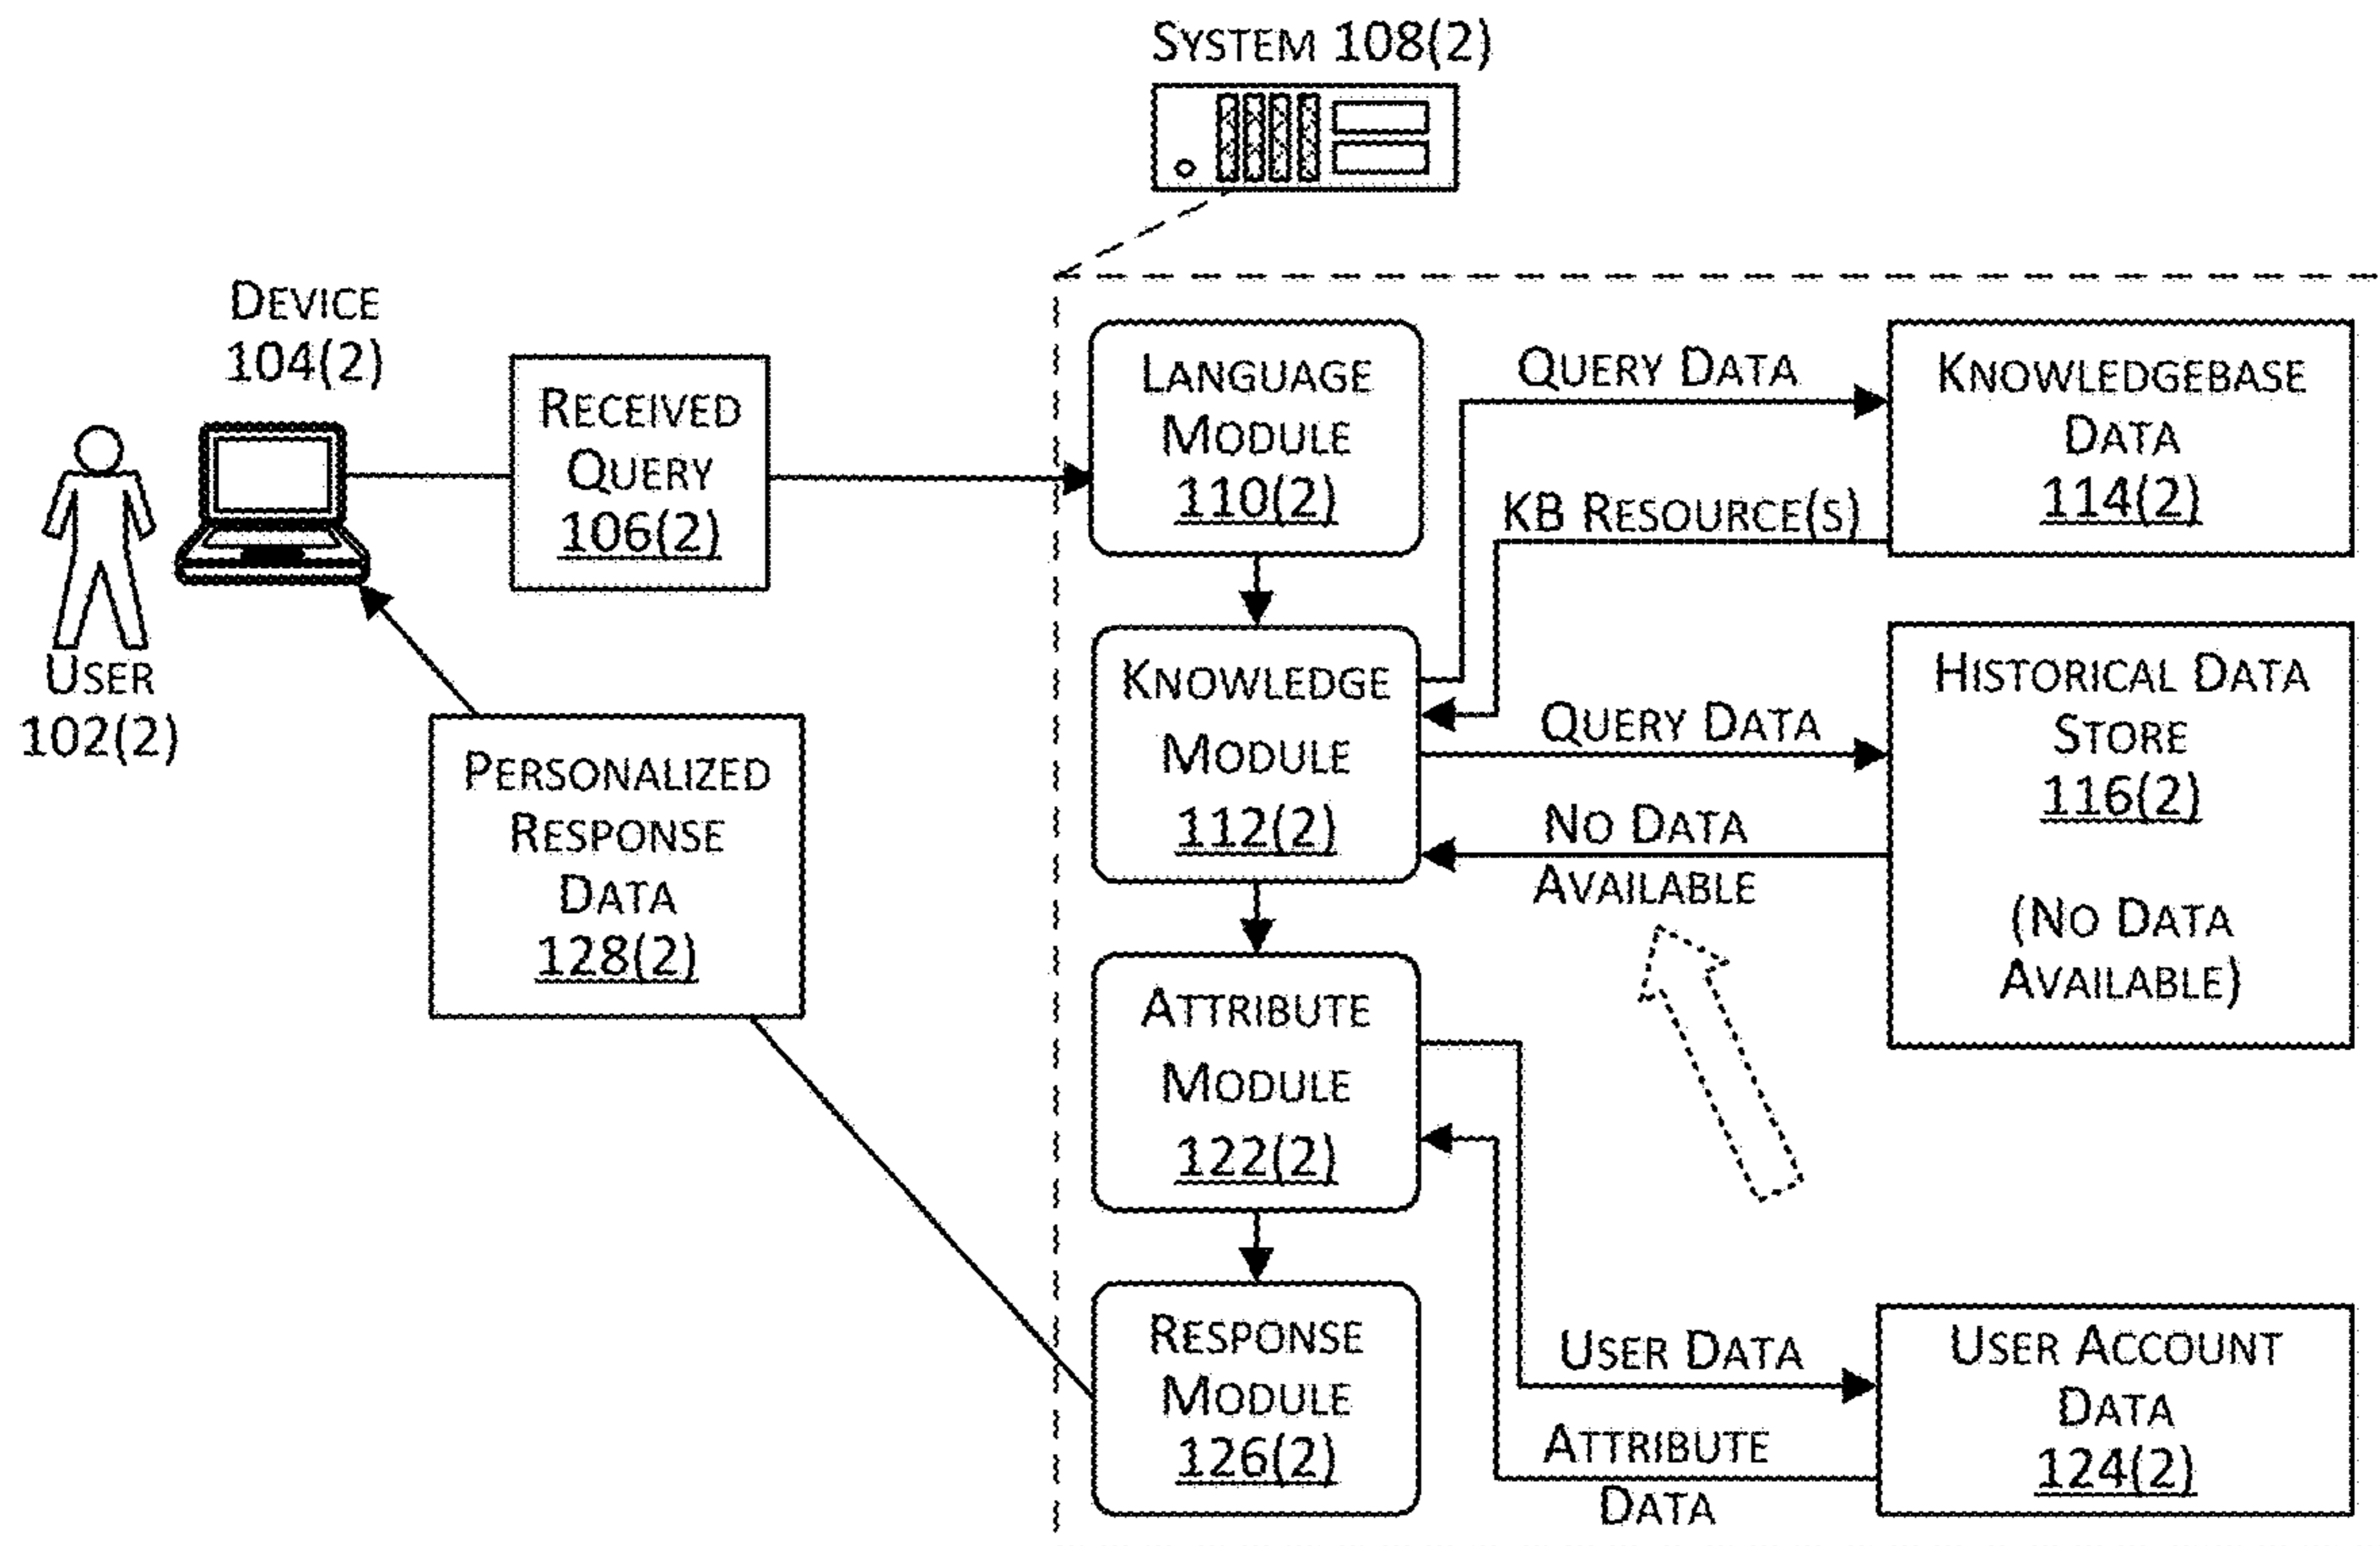 SYSTEM 108(2)
DEVICE
104(2)
USER
102(2)
RECEIVED
QUERY
106(2)
PERSONALIZED
RESPONSE
DATA
128(2)
LANGUAGE
MODULE
110(2)
QUERY DATA
KB RESOURCE(S)
KNOWLEDGEBASE
DATA
114(2)
KNOWLEDGE
MODULE
112(2)
QUERY DATA
NO DATA
AVAILABLE
HISTORICAL DATA
STORE
116(2)
(NO DATA
AVAILABLE)
ATTRIBUTE
MODULE
122(2)
RESPONSE
MODULE
126(2)
USER DATA
ATTRIBUTE
DATA
USER ACCOUNT
DATA
124(2)